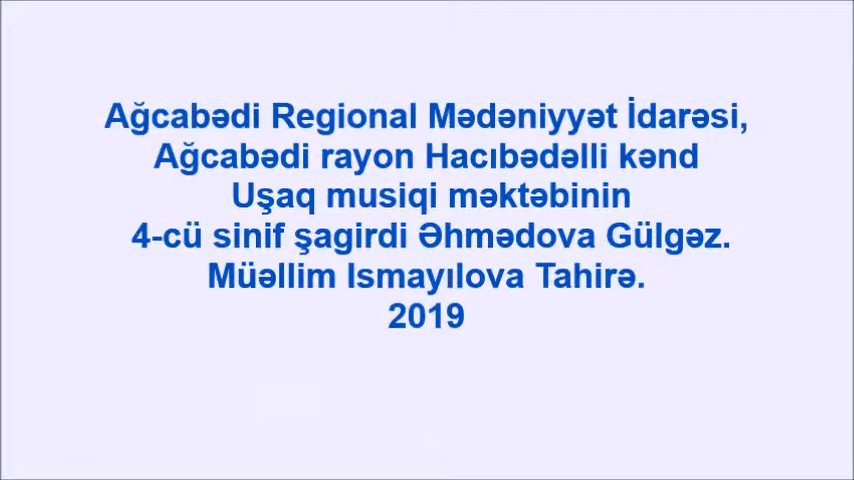 Ağcabədi Regional Mədəniyyət İdarəsi,
Ağcabədi rayon Hacıbədəlli kənd
Uşaq musiqi məktəbinin
4-cü sinif şagirdi Əhmədova Gülgəz.
Müəllim Ismayılova Tahirə.
2019